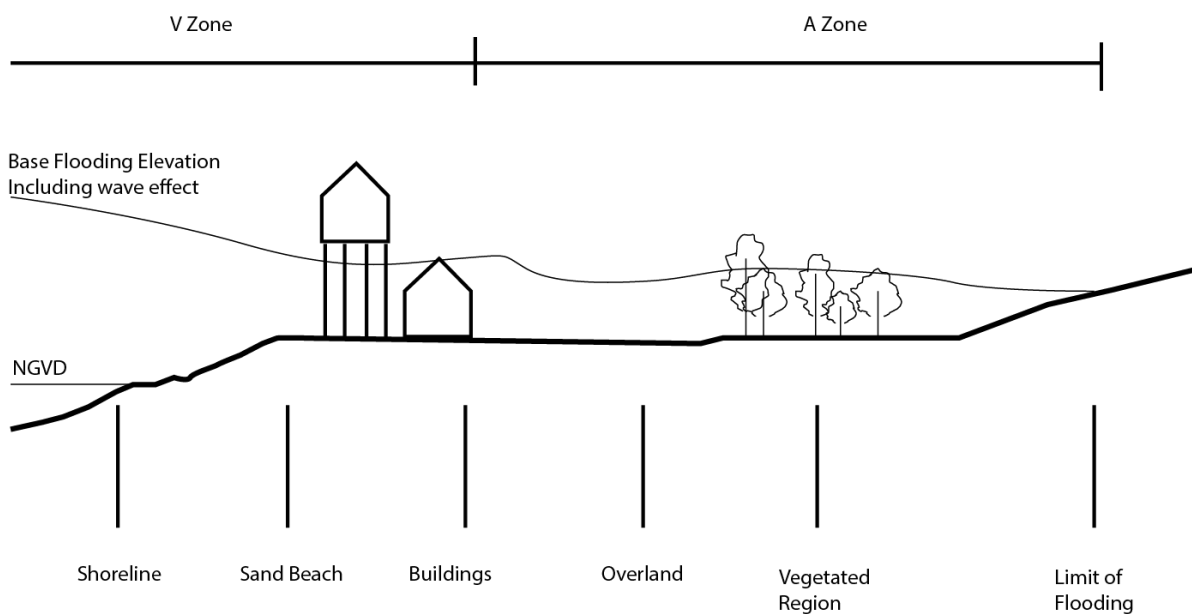 V Zone
A Zone
Base Flooding Elevation
Including wave effect
NGVD
Shoreline
Sand Beach
Buildings
Overland
Vegetated
Region
Limit of
Flooding